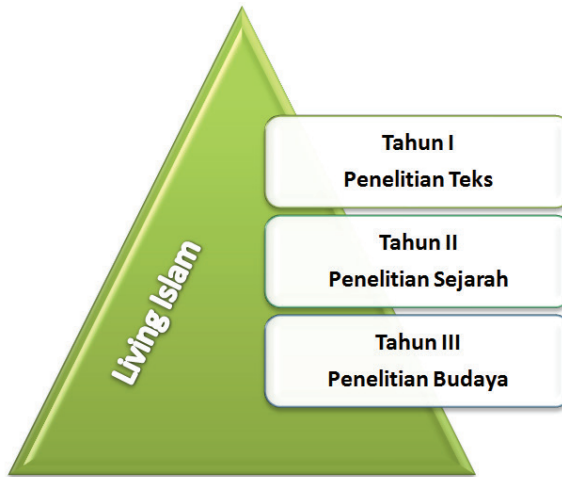 Living Islam
Tahun I
Penelitian Teks
Tahun II
Penelitian Sejarah
Tahun III
Penelitian Budaya